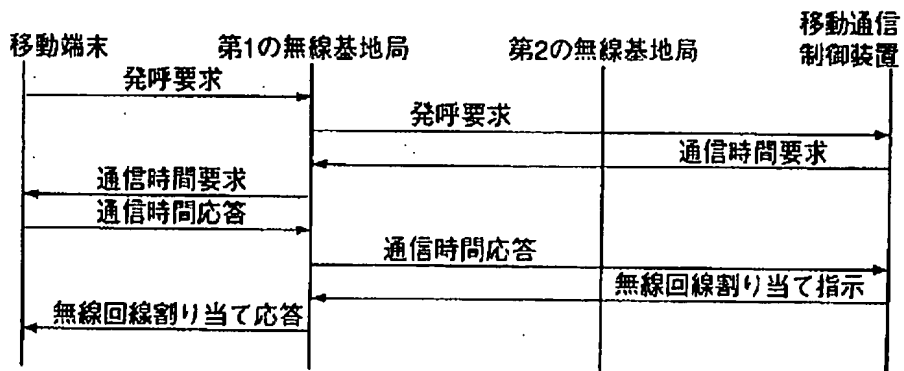 移動端末
第1の無線基地局
第2の無線基地局
移動通信
制御装置
発呼要求
発呼要求
通信時間要求
通信時間要求
通信時間応答
通信時間応答
無線回線割り当て指示
無線回線割り当て応答